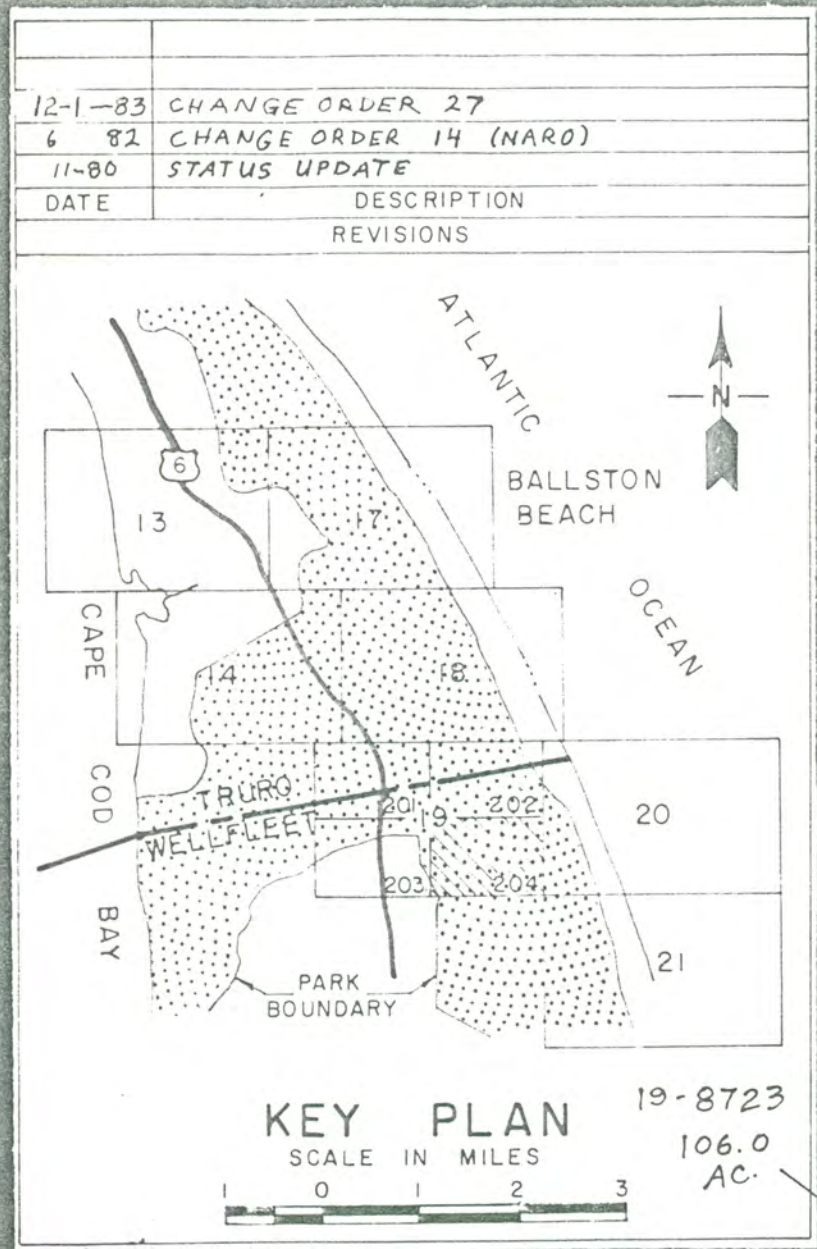 12-1-83 CHANGE ORDER 27
6 82 CHANGE ORDER 14 (NARO)
11-80 STATUS UPDATE
DATE DESCRIPTION
REVISIONS
ATLANTIC
N
6
BALLSTON
BEACH
13
17
OCEAN
CAPE
14
18
COD
TRURO
201
19
202
20
WELLFLEET
203
204
BAY
21
PARK
BOUNDARY
KEY PLAN
19-8723
SCALE IN MILES
106.0
AC.
1 0 1 2 3